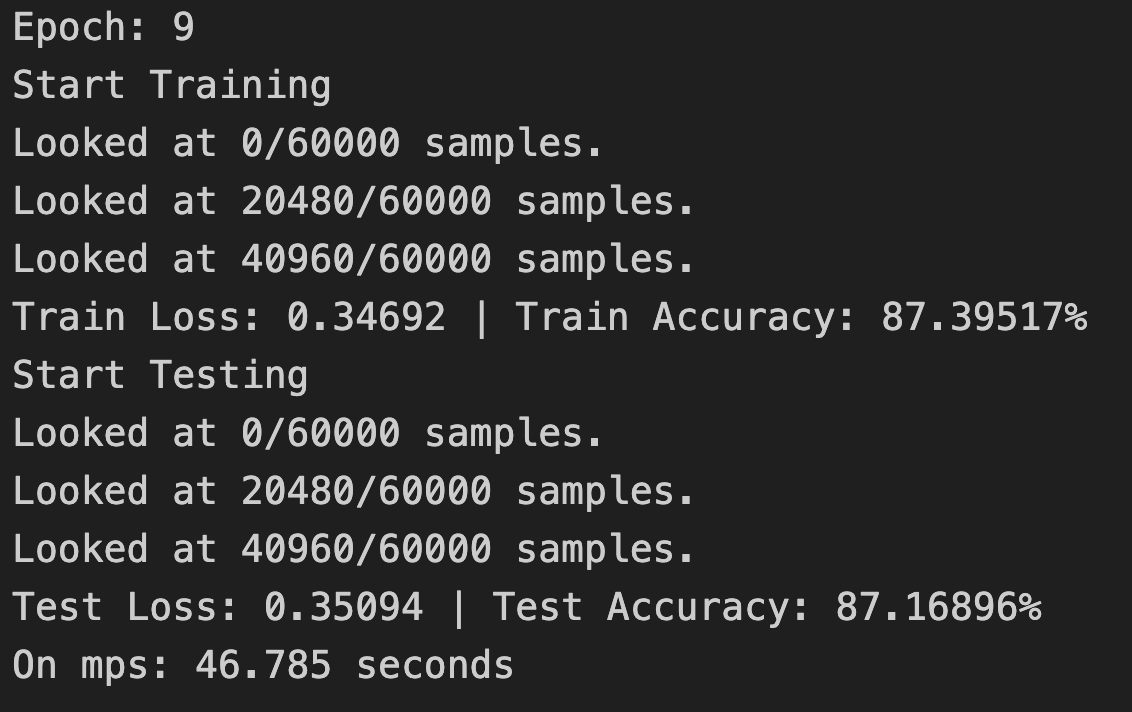 Epoch: 9
Start Training
Looked at 0/60000 samples.
Looked at 20480/60000 samples.
Looked at 40960/60000 samples.
Train Loss: 0.34692 | Train Accuracy: 87.39517%
Start Testing
Looked at 0/60000 samples.
Looked at 20480/60000 samples.
Looked at 40960/60000 samples.
Test Loss: 0.35094 | Test Accuracy: 87.16896%
On mps: 46.785 seconds